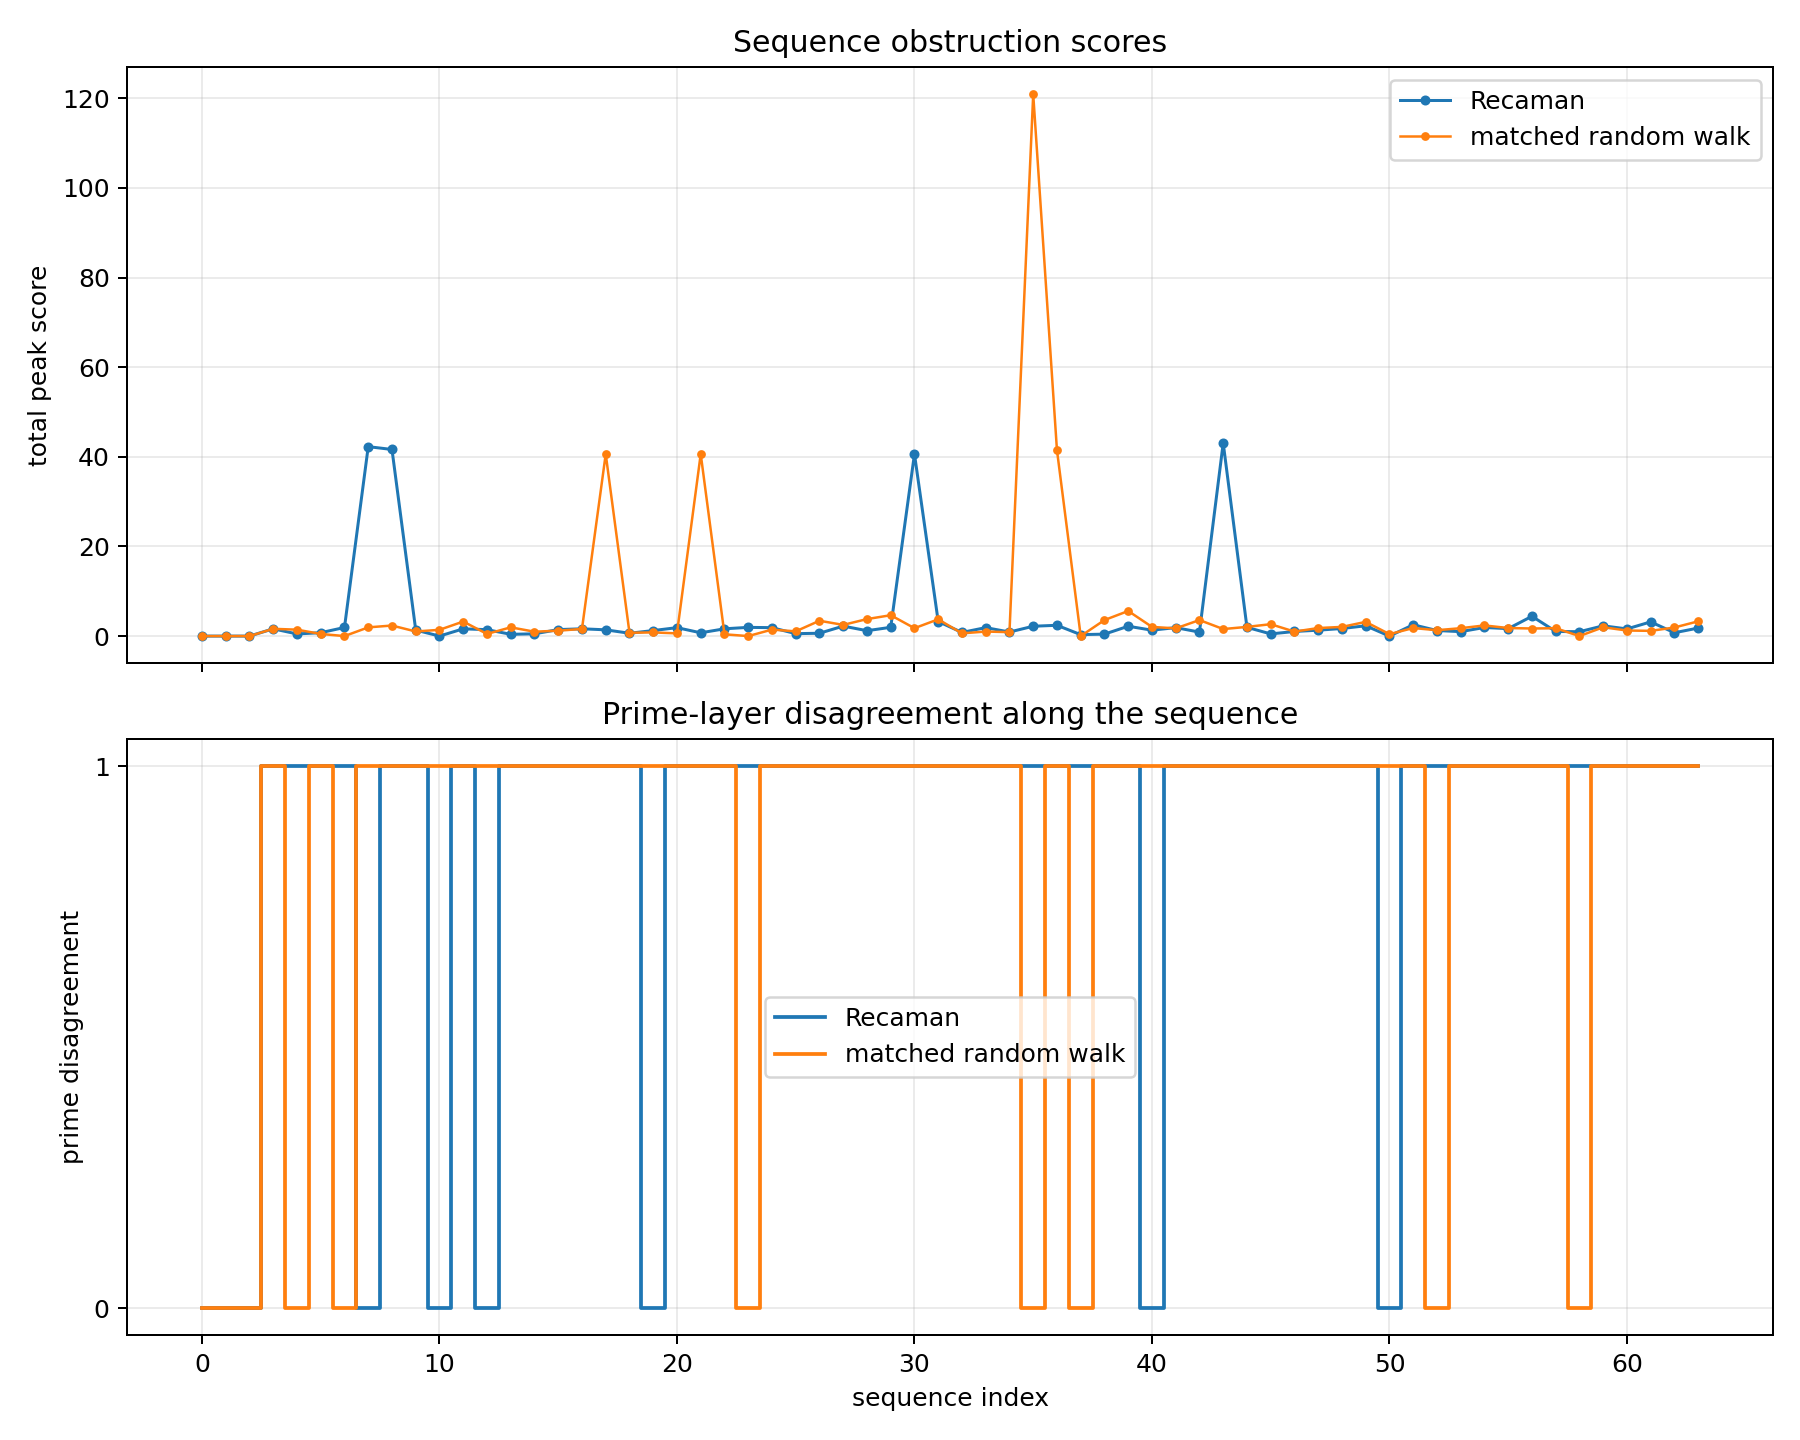 Sequence obstruction scores
120
100
80
60
40
20
0
total peak score
Recaman
matched random walk
Prime-layer disagreement along the sequence
1
0
prime disagreement
Recaman
matched random walk
0 10 20 30 40 50 60
sequence index